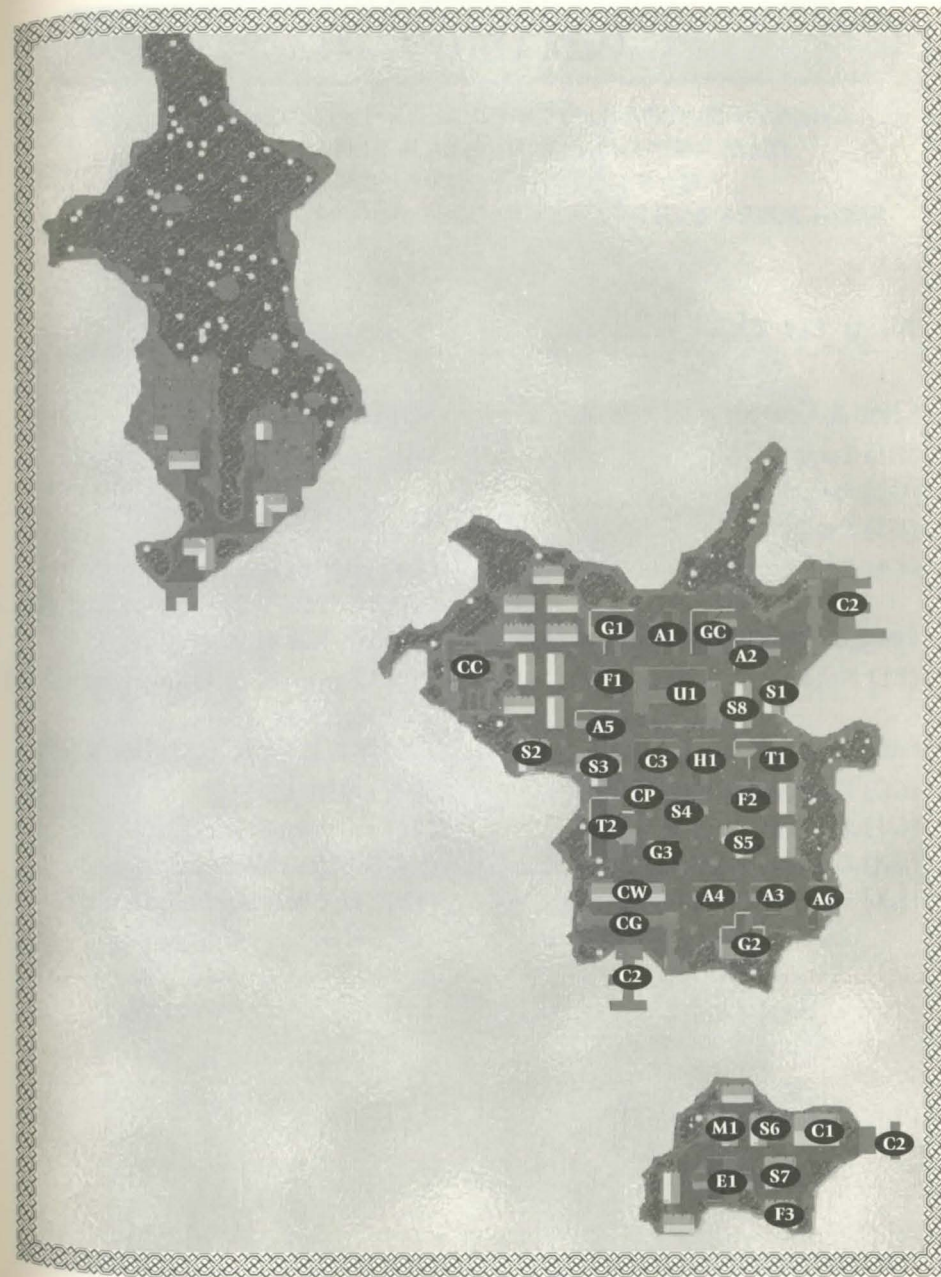 C2
G1 A1 GC
A2
CC
F1 U1 S1
S8
A5
S2 S3 C3 H1 T1
CP F2
S4
T2 S5
G3
CW A4 A3 A6
CG
G2
C2
M1 S6 C1
C2
E1 S7
F3